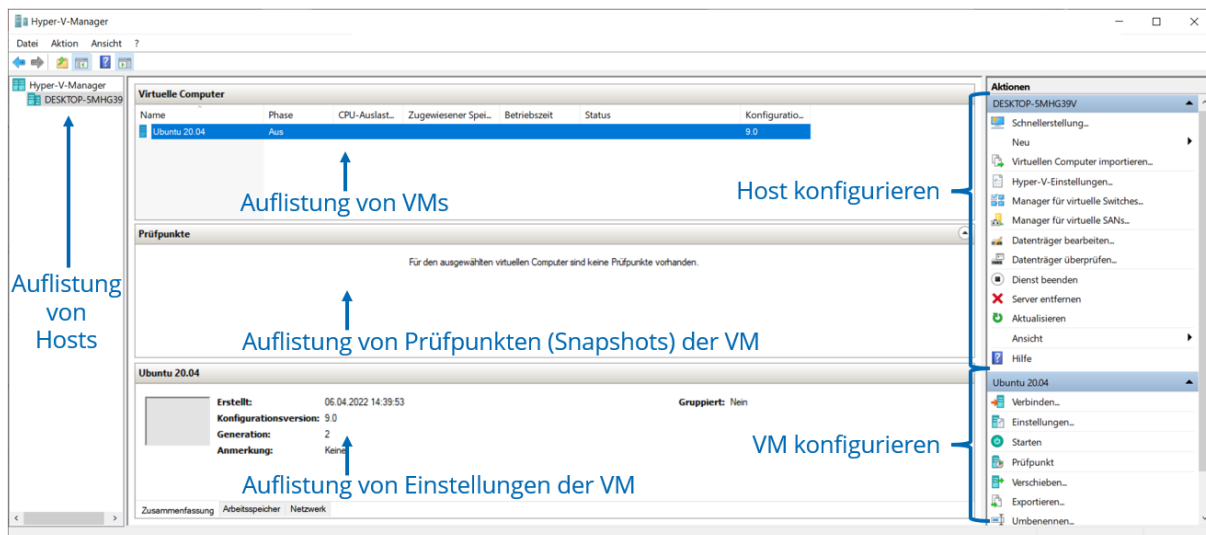 Hyper-V-Manager
Datei Aktion Ansicht ?
Hyper-V-Manager
DESKTOP-5MHG39
Auflistung
von
Hosts
Virtuelle Computer
Name Phase CPU-Auslast... Zugewiesener Spei... Betriebszeit Status Konfiguratio...
Ubuntu 20.04 Aus 9.0
Auflistung von VMs
Prüfpunkte
Für den ausgewählten virtuellen Computer sind keine Prüfpunkte vorhanden.
Auflistung von Prüfpunkten (Snapshots) der VM
Ubuntu 20.04
Erstellt: 06.04.2022 14:39:53 Gruppiert: Nein
Konfigurationsversion: 9.0
Generation: 2
Anmerkung: Keine
Auflistung von Einstellungen der VM
Zusammenfassung Arbeitsspeicher Netzwerk
Host konfigurieren
VM konfigurieren
Aktionen
DESKTOP-5MHG39V
Schnellerstellung...
Neu
Virtuellen Computer importieren...
Hyper-V-Einstellungen...
Manager für virtuelle Switches...
Manager für virtuelle SANs...
Datenträger bearbeiten...
Datenträger überprüfen...
Dienst beenden
Server entfernen
Aktualisieren
Ansicht
Hilfe
Ubuntu 20.04
Verbinden...
Einstellungen...
Starten
Prüfpunkt
Verschieben...
Exportieren...
Umbenennen...